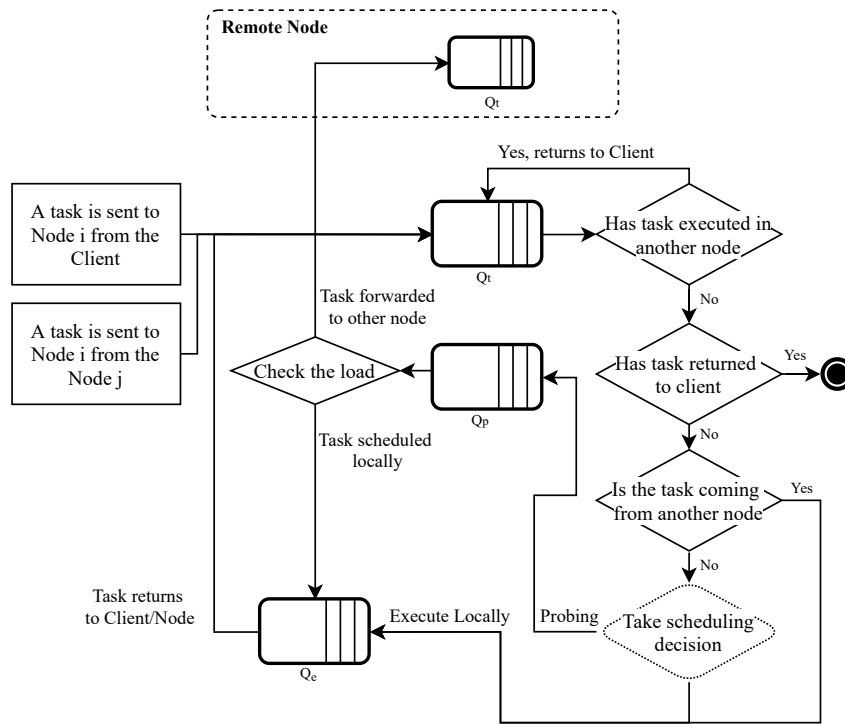 Remote Node
Qt
Yes, returns to Client
A task is sent to
Node i from the
Client
Has task executed in
another node
Qt
No
Task forwarded
to other node
A task is sent to
Node i from the
Node j
Check the load
Has task returned
to client
Yes
Qp
No
Task scheduled
locally
Is the task coming
from another node
Yes
No
Task returns
to Client/Node
Execute Locally
Probing
Take scheduling
decision
Qe